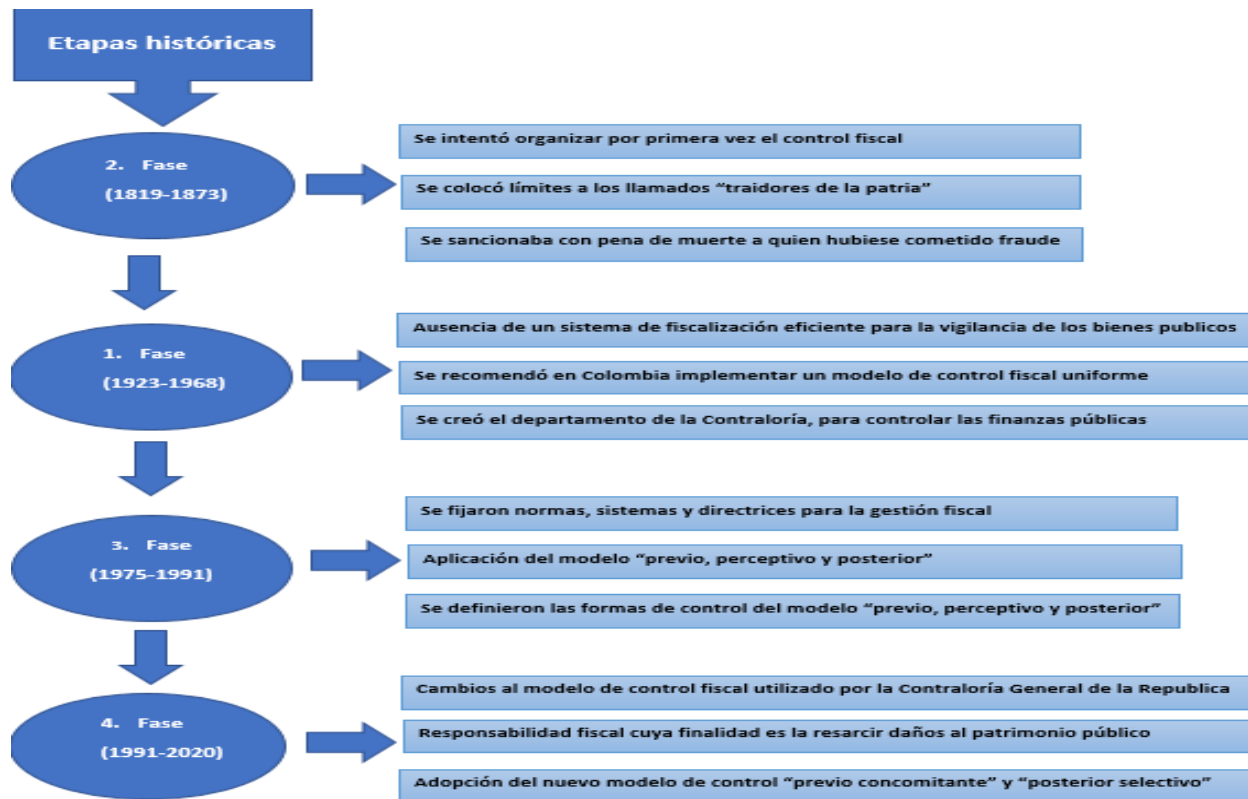 Etapas históricas
2. Fase
(1819-1873)
Se intentó organizar por primera vez el control fiscal
Se colocó límites a los llamados “traidores de la patria”
Se sancionaba con pena de muerte a quien hubiese cometido fraude
1. Fase
(1923-1968)
Ausencia de un sistema de fiscalización eficiente para la vigilancia de los bienes publicos
Se recomendó en Colombia implementar un modelo de control fiscal uniforme
Se creó el departamento de la Contraloría, para controlar las finanzas públicas
3. Fase
(1975-1991)
Se fijaron normas, sistemas y directrices para la gestión fiscal
Aplicación del modelo “previo, perceptivo y posterior”
Se definieron las formas de control del modelo “previo, perceptivo y posterior”
4. Fase
(1991-2020)
Cambios al modelo de control fiscal utilizado por la Contraloría General de la Republica
Responsabilidad fiscal cuya finalidad es la resarcir daños al patrimonio público
Adopción del nuevo modelo de control “previo concomitante” y “posterior selectivo”